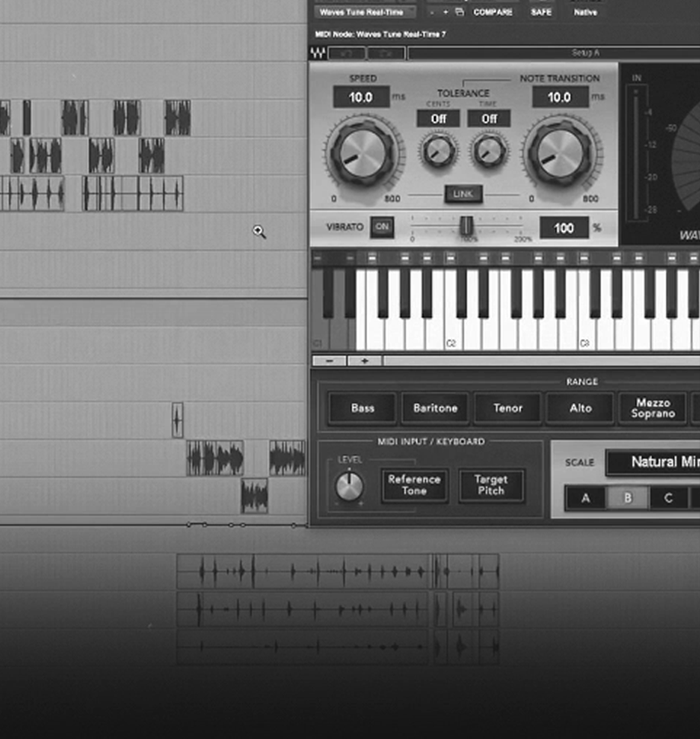 Waves Tune Real-Time
- + COMPARE SAFE Native
MIDI Node: Waves Tune Real-Time 7
Setup A
SPEED
10.0 ms
0 800
TOLERANCE
CENTS TIME
Off Off
LINK
NOTE TRANSITION
10.0 ms
0 800
VIBRATO ON
0 100% 200%
100 %
IN
-4
-12
-20
-28
C1 C2 C3
- +
RANGE
Bass Baritone Tenor Alto Mezzo
Soprano
MIDI INPUT / KEYBOARD
LEVEL
- +
Reference
Tone
Target
Pitch
SCALE Natural Min
A B C